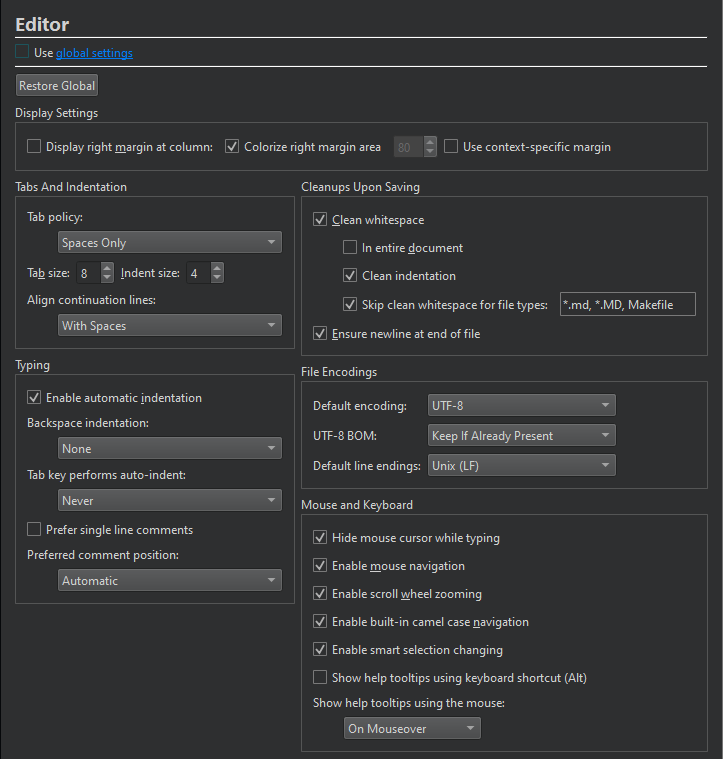 Editor
Use global settings
Restore Global
Display Settings
Display right margin at column: Colorize right margin area 80 Use context-specific margin
Tabs And Indentation
Tab policy:
Spaces Only
Tab size: 8 Indent size: 4
Align continuation lines:
With Spaces
Typing
Enable automatic indentation
Backspace indentation:
None
Tab key performs auto-indent:
Never
Prefer single line comments
Preferred comment position:
Automatic
Cleanups Upon Saving
Clean whitespace
In entire document
Clean indentation
Skip clean whitespace for file types: *.md, *.MD, Makefile
Ensure newline at end of file
File Encodings
Default encoding: UTF-8
UTF-8 BOM: Keep If Already Present
Default line endings: Unix (LF)
Mouse and Keyboard
Hide mouse cursor while typing
Enable mouse navigation
Enable scroll wheel zooming
Enable built-in camel case navigation
Enable smart selection changing
Show help tooltips using keyboard shortcut (Alt)
Show help tooltips using the mouse:
On Mouseover